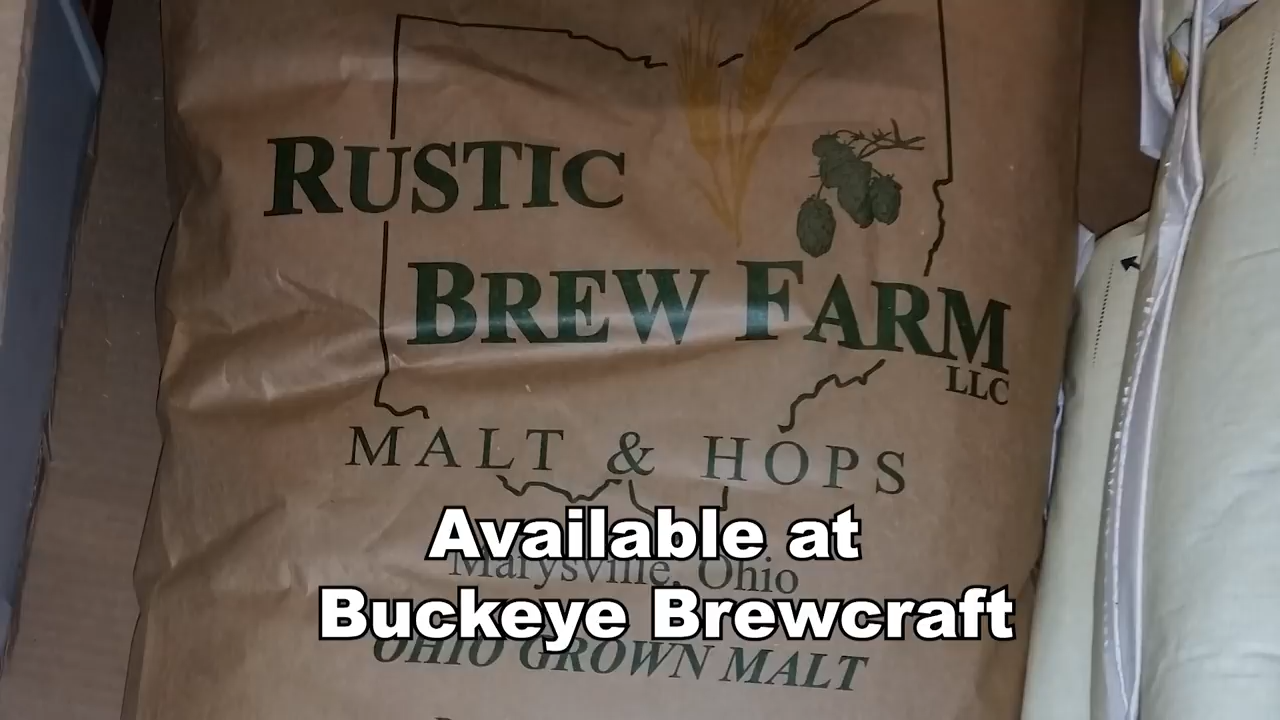 RUSTIC
BREW FARM
LLC
MALT & HOPS
Available at
Marysville, Ohio
Buckeye Brewcraft
OHIO GROWN MALT